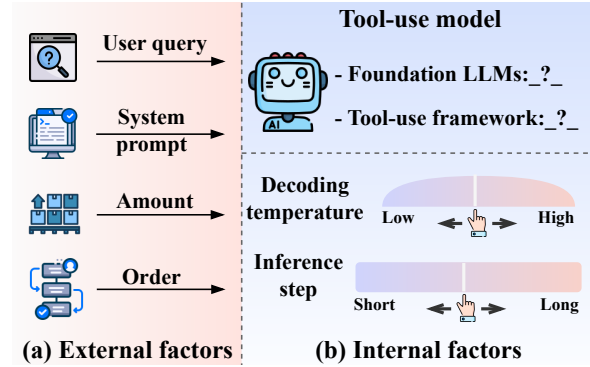 User query
System
prompt
Amount
Order
(a) External factors
Tool-use model
AI
- Foundation LLMs:_?_
- Tool-use framework:_?_
Decoding
temperature
Low
High
Inference
step
Short
Long
(b) Internal factors